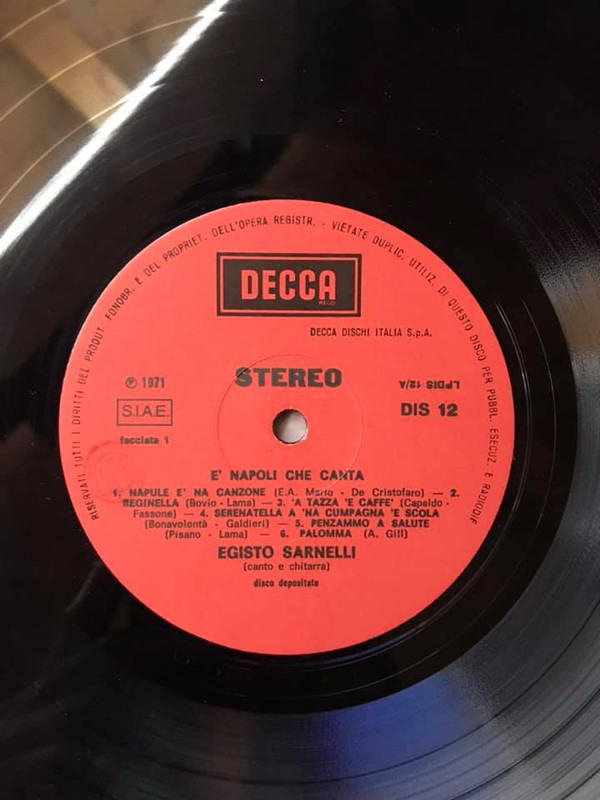 RISERVATI TUTTI I DIRITTI DEL PRODUT. FONOGR. E DEL PROPRIET. DELL'OPERA REGISTR. - VIETATE DUPLIC. UTILIZ. DI QUESTO DISCO PER PUBBL. ESECUZ. E RADIODIF
DECCA
REGD
DECCA DISCHI ITALIA S.p.A.
℗ 1971
STEREO
LPDIS 12/A
S.I.A.E.
DIS 12
facciata 1
E' NAPOLI CHE CANTA
1. NAPULE E' NA CANZONE (E.A. Mario - De Cristofaro) — 2.
REGINELLA (Bovio - Lama) — 3. 'A TAZZA 'E CAFFE' (Capaldo -
Fassone) — 4. SERENATELLA A 'NA CUMPAGNA 'E SCOLA
(Bonavolontà - Galdieri) — 5. PENZAMMO A SALUTE
(Pisano - Lama) — 6. PALOMMA (A. Gill)
EGISTO SARNELLI
(canto e chitarra)
disco depositato